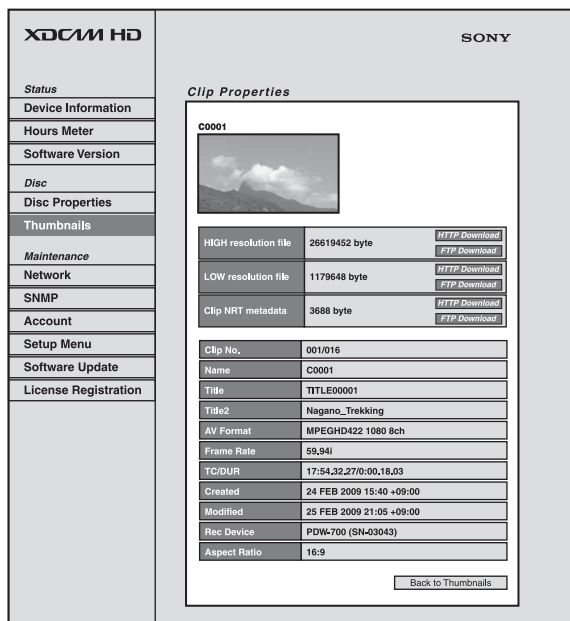 XDCAM HD
SONY
Status
Device Information
Hours Meter
Software Version
Disc
Disc Properties
Thumbnails
Maintenance
Network
SNMP
Account
Setup Menu
Software Update
License Registration
Clip Properties
C0001
HIGH resolution file 26619452 byte HTTP Download
FTP Download
LOW resolution file 1179648 byte HTTP Download
FTP Download
Clip NRT metadata 3688 byte HTTP Download
FTP Download
Clip No. 001/016
Name C0001
Title TITLE00001
Title2 Nagano_Trekking
AV Format MPEGHD422 1080 8ch
Frame Rate 59.94i
TC/DUR 17:54.32.27/0:00.18.03
Created 24 FEB 2009 15:40 +09:00
Modified 25 FEB 2009 21:05 +09:00
Rec Device PDW-700 (SN-03043)
Aspect Ratio 16:9
Back to Thumbnails